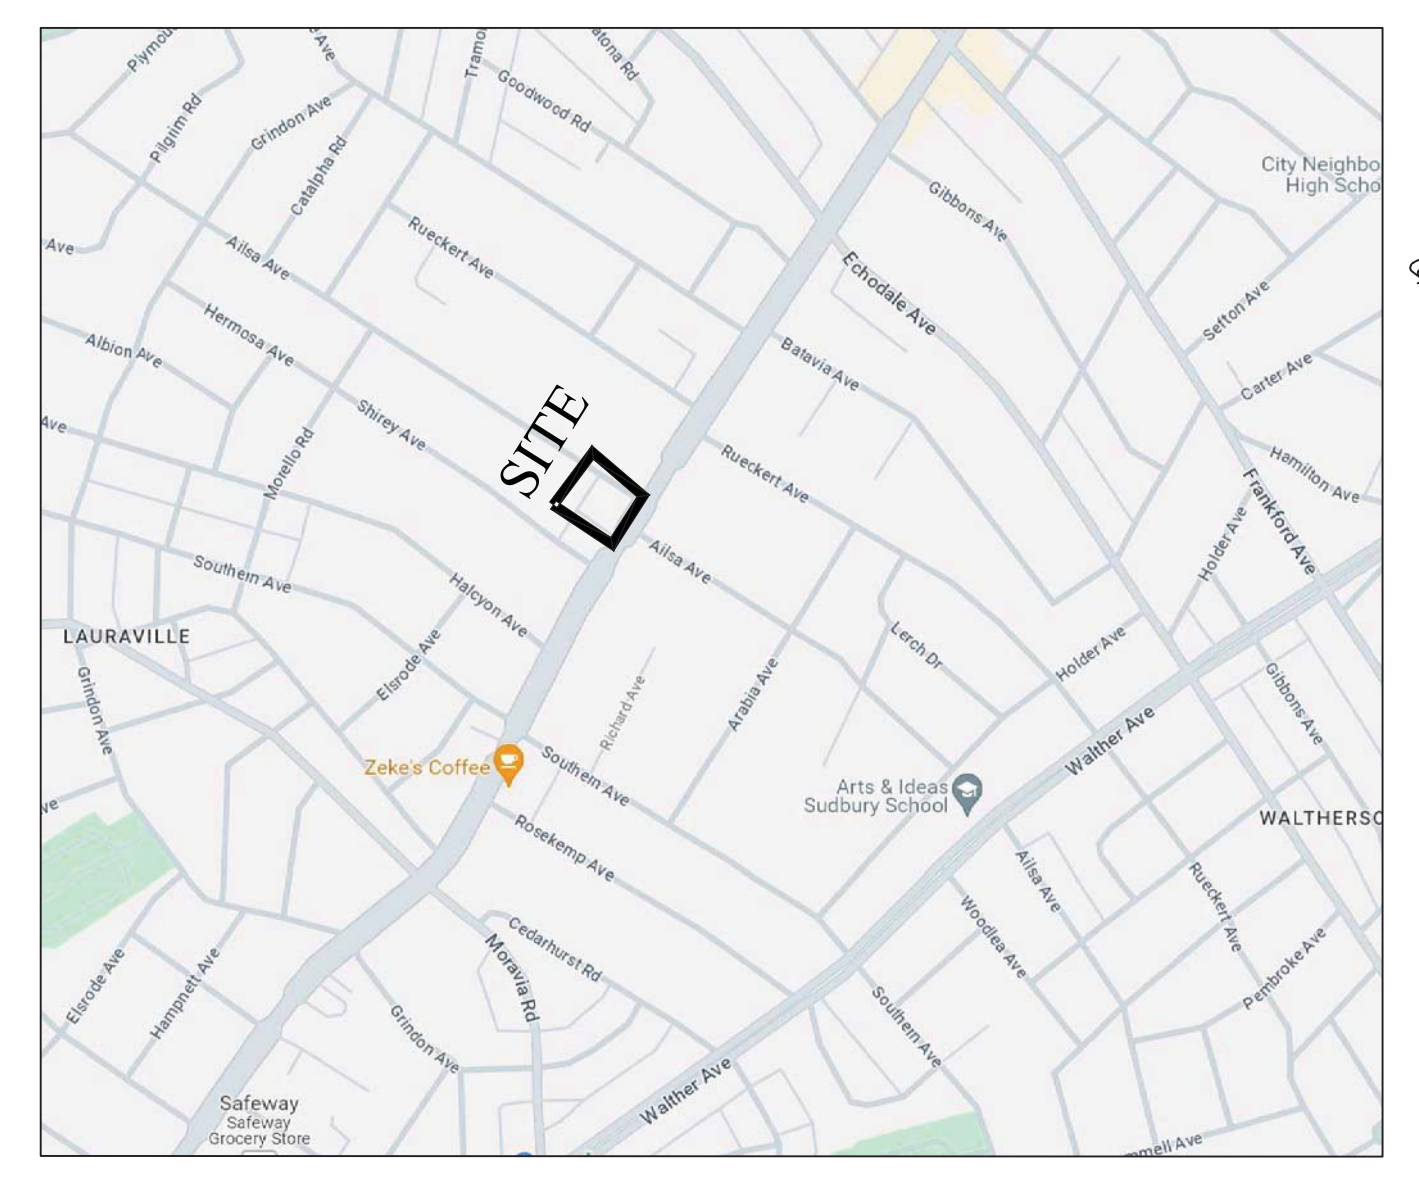 Goodwood Rd
Pilgrim Rd
Grindon Ave
Catalpha Rd
City Neighbo
High Scho
Gibbons Ave
Ave
Ailsa Ave
Rueckert Ave
Echodale Ave
Sefton Ave
Hermosa Ave
Albion Ave
Batavia Ave
Carter Ave
Shirey Ave
SITE
Ave
Morello Rd
Rueckert Ave
Hamilton Ave
Frankford Ave
Holder Ave
Ailsa Ave
Southern Ave
Halcyon Ave
LAURAVILLE
Elsrode Ave
Lerch Dr
Holder Ave
Grindon Ave
Richard Ave
Arabia Ave
Gibbons Ave
Walther Ave
Zeke's Coffee
Southern Ave
Arts & Ideas
Sudbury School
WALTHERSO
Rosekemp Ave
Ailsa Ave
Rueckert Ave
Woodlea Ave
Cedarhurst Rd
Moravia Rd
Pembroke Ave
Elsrode Ave
Hampnett Ave
Grindon Ave
Southern Ave
Walther Ave
Safeway
Safeway
Grocery Store
mmell Ave